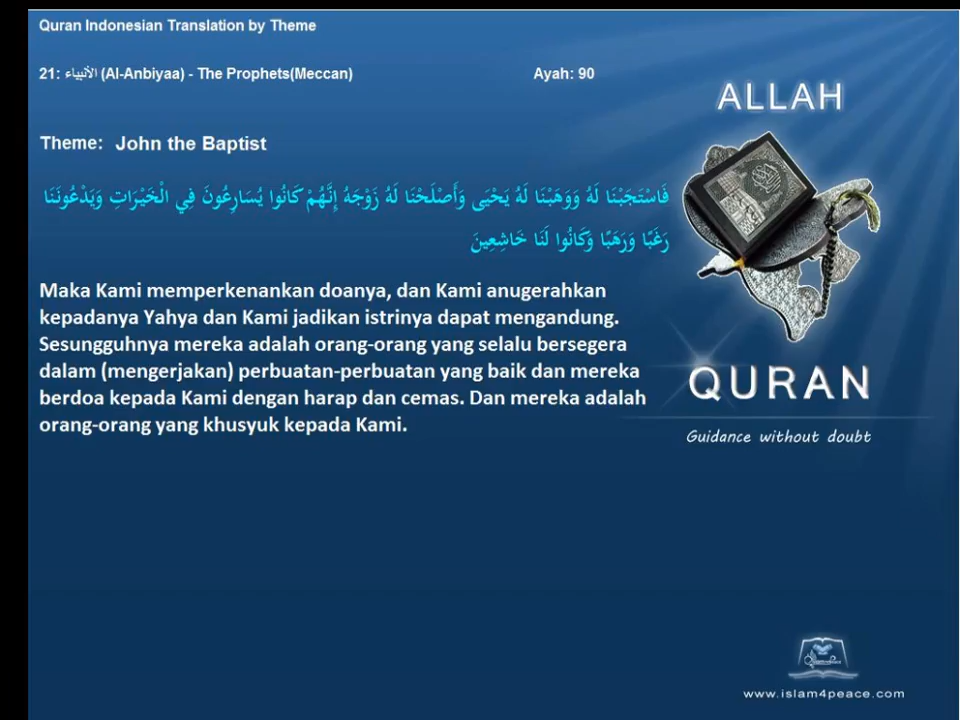 Quran Indonesian Translation by Theme
21: الأنبياء (Al-Anbiyaa) - The Prophets(Meccan)
Ayah: 90
ALLAH
Theme: John the Baptist
فَاسْتَجَبْنَا لَهُ وَوَهَبْنَا لَهُ يَحْيَى وَأَصْلَحْنَا لَهُ زَوْجَهُ إِنَّهُمْ كَانُوا يُسَارِعُونَ فِي الْخَيْرَاتِ وَيَدْعُونَنَا
رَغَبًا وَرَهَبًا وَكَانُوا لَنَا خَاشِعِينَ
Maka Kami memperkenankan doanya, dan Kami anugerahkan
kepadanya Yahya dan Kami jadikan istrinya dapat mengandung.
Sesungguhnya mereka adalah orang-orang yang selalu bersegera
dalam (mengerjakan) perbuatan-perbuatan yang baik dan mereka
berdoa kepada Kami dengan harap dan cemas. Dan mereka adalah
orang-orang yang khusyuk kepada Kami.
QURAN
Guidance without doubt
www.islam4peace.com